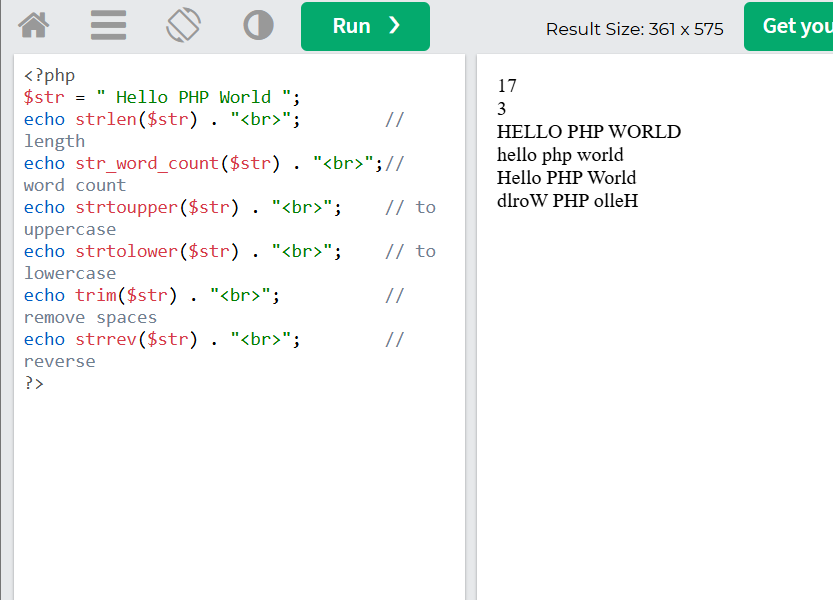 Run ❯
Result Size: 361 x 575
Get you
<?php
$str = " Hello PHP World ";
echo strlen($str) . "<br>";        //
length
echo str_word_count($str) . "<br>";//
word count
echo strtoupper($str) . "<br>";    // to
uppercase
echo strtolower($str) . "<br>";    // to
lowercase
echo trim($str) . "<br>";          //
remove spaces
echo strrev($str) . "<br>";        //
reverse
?>
17
3
HELLO PHP WORLD
hello php world
Hello PHP World
dlroW PHP olleH